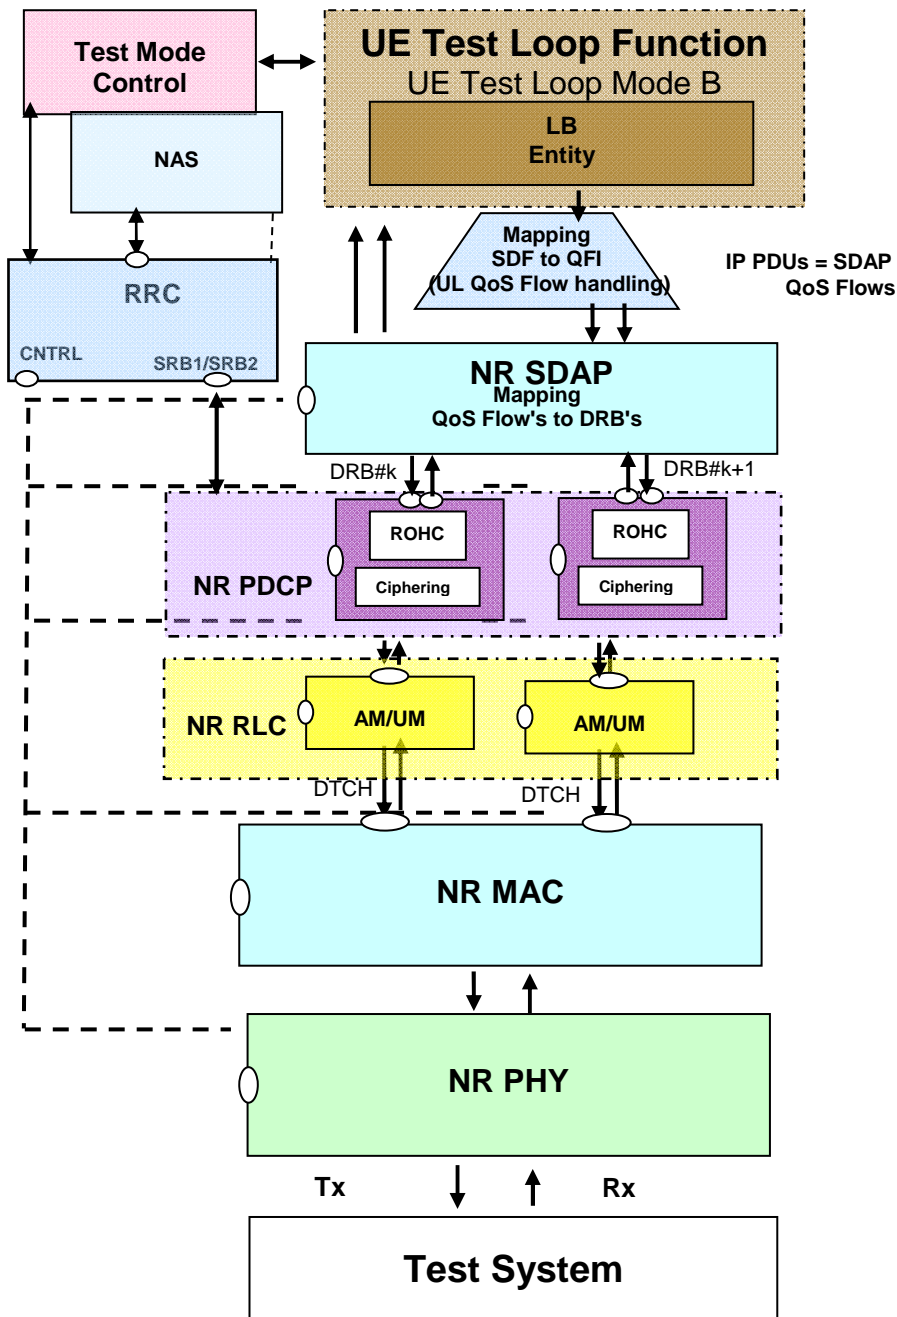 Test Mode
Control
UE Test Loop Function
UE Test Loop Mode B
LB
Entity
NAS
Mapping
SDF to QFI
(UL QoS Flow handling)
IP PDUs = SDAP
QoS Flows
RRC
CNTRL
SRB1/SRB2
NR SDAP
Mapping
QoS Flow's to DRB's
DRB#k
DRB#k+1
ROHC
ROHC
NR PDCP
Ciphering
Ciphering
NR RLC
AM/UM
AM/UM
DTCH
DTCH
NR MAC
NR PHY
Tx
Rx
Test System